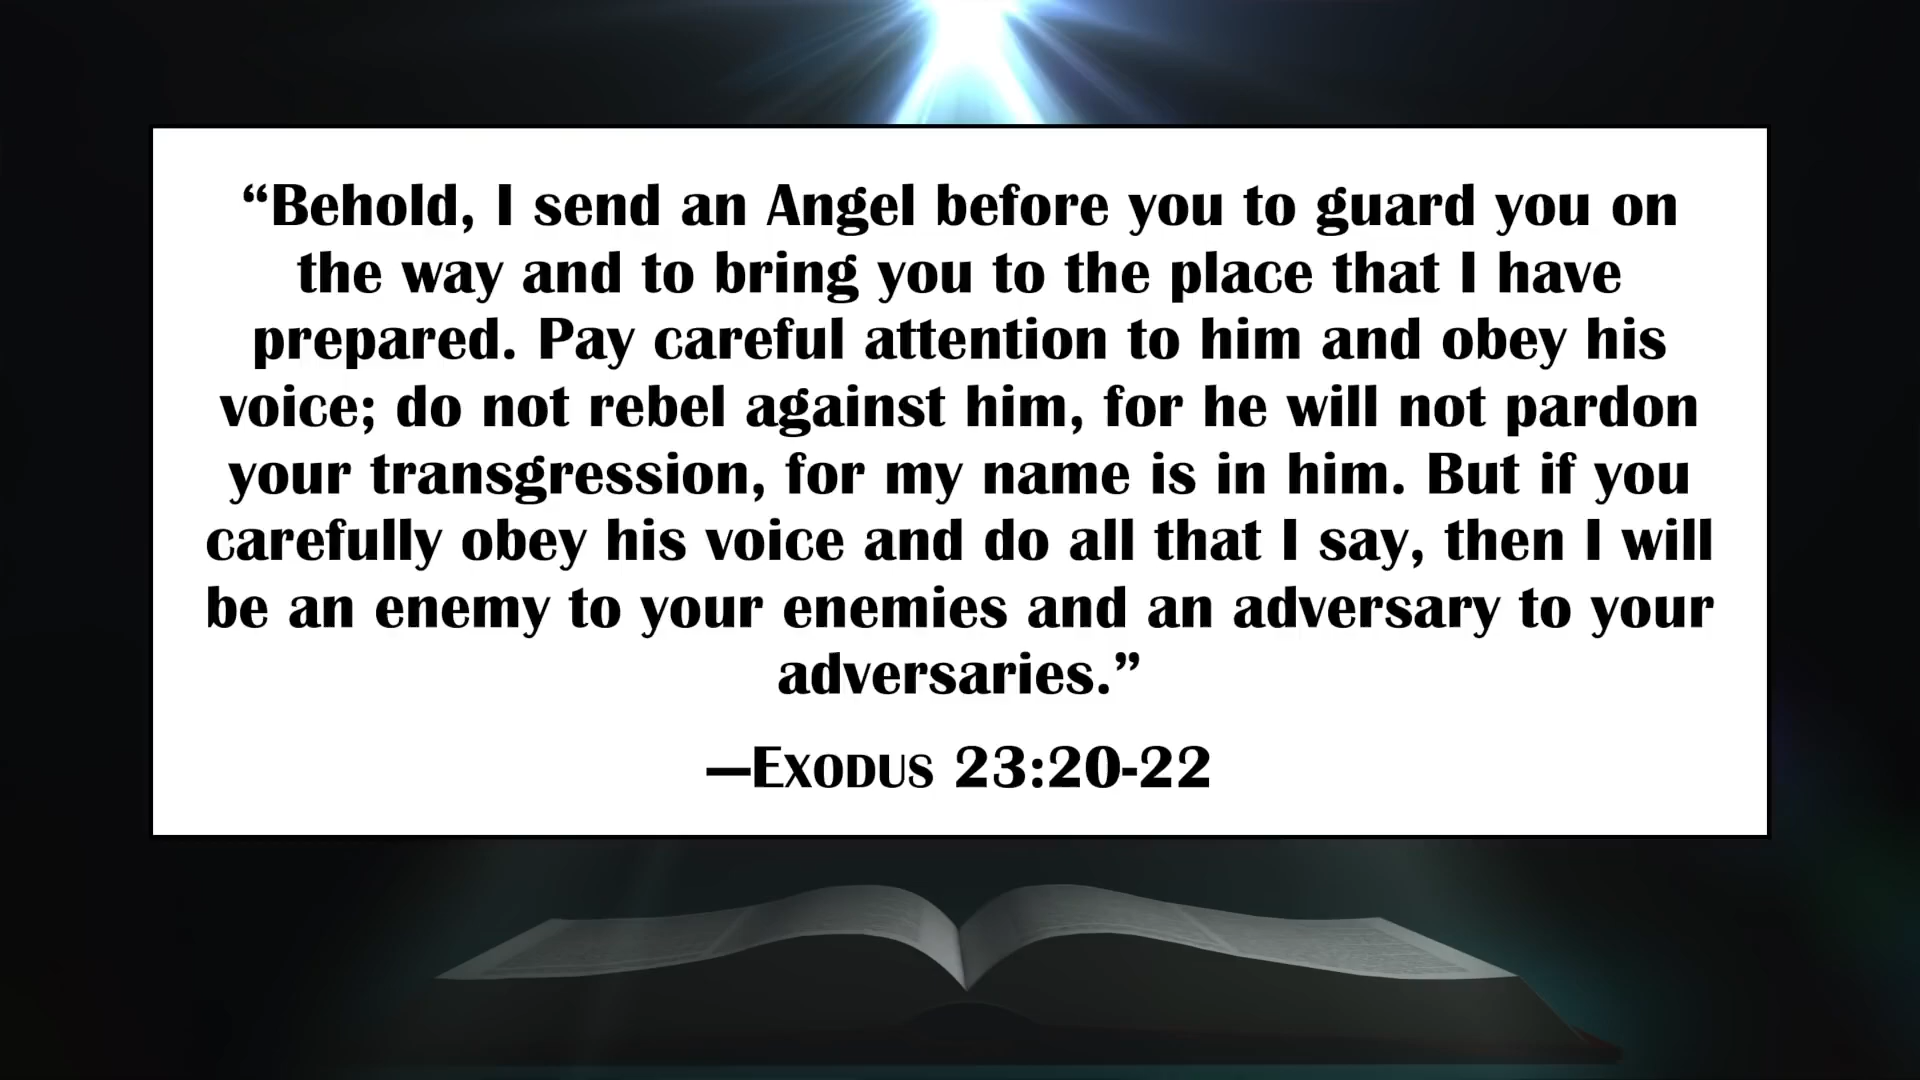 “Behold, I send an Angel before you to guard you on
the way and to bring you to the place that I have
prepared. Pay careful attention to him and obey his
voice; do not rebel against him, for he will not pardon
your transgression, for my name is in him. But if you
carefully obey his voice and do all that I say, then I will
be an enemy to your enemies and an adversary to your
adversaries.”
—EXODUS 23:20-22